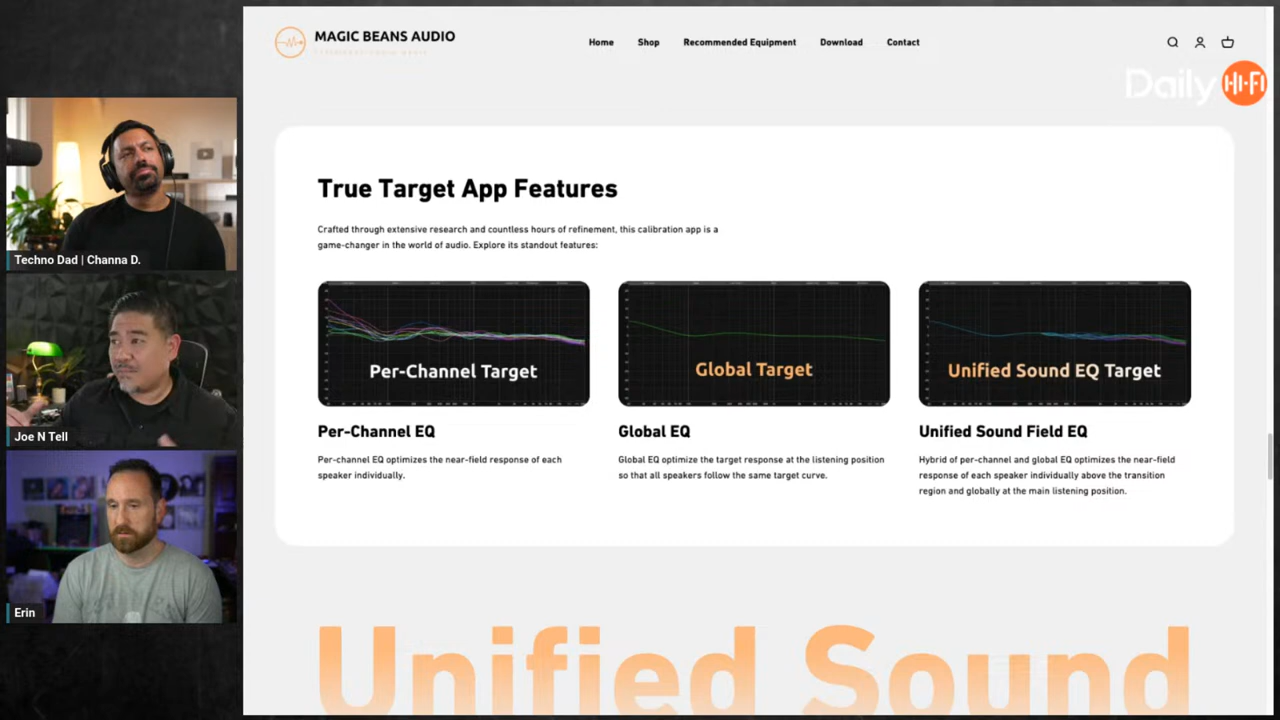 MAGIC BEANS AUDIO
Home
Shop
Recommended Equipment
Download
Contact
Daily HI-FI
Techno Dad | Channa D.
Joe N Tell
Erin
True Target App Features
Crafted through extensive research and countless hours of refinement, this calibration app is a
game-changer in the world of audio. Explore its standout features:
Per-Channel Target
Per-Channel EQ
Per-channel EQ optimizes the near-field response of each
speaker individually.
Global Target
Global EQ
Global EQ optimize the target response at the listening position
so that all speakers follow the same target curve.
Unified Sound EQ Target
Unified Sound Field EQ
Hybrid of per-channel and global EQ optimizes the near-field
response of each speaker individually above the transition
region and globally at the main listening position.
Unified Sound